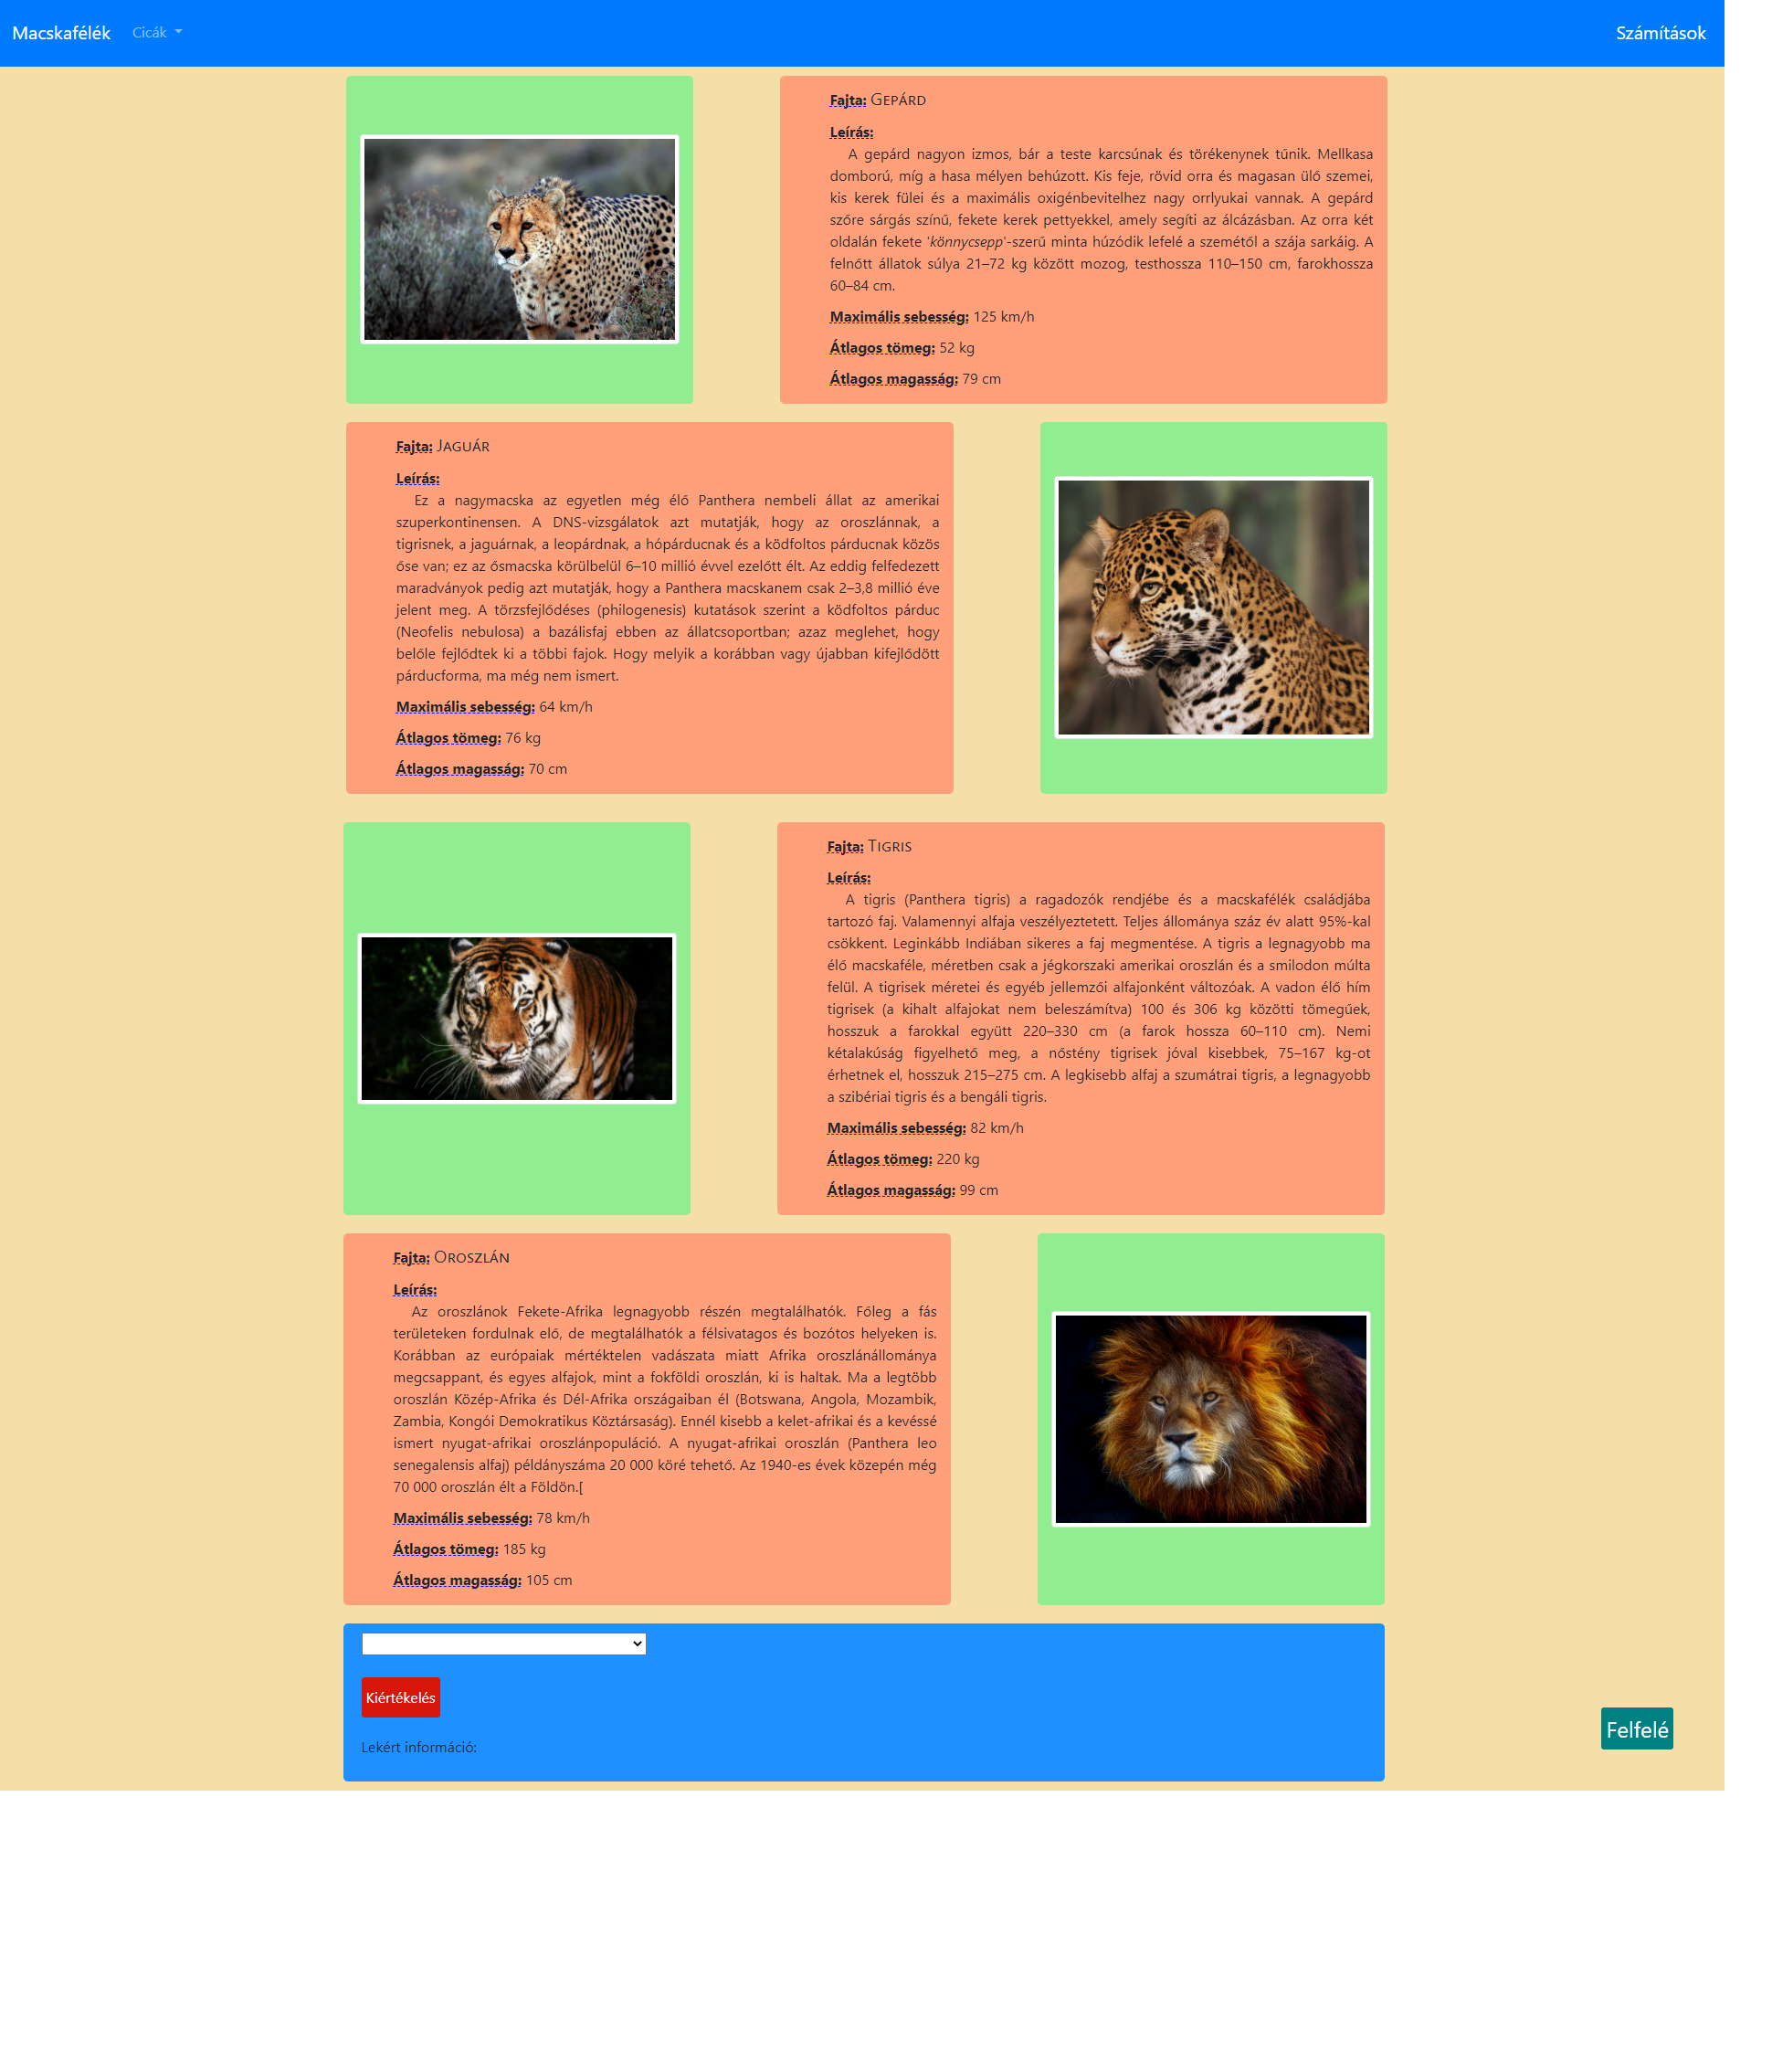 Macskafélék Cicák Számítások
Fajta: Gepárd
Leírás:
A gepárd nagyon izmos, bár a teste karcsúnak és törékenynek tűnik. Mellkasa
domború, míg a hasa mélyen behúzott. Kis feje, rövid orra és magasan ülő szemei,
kis kerek fülei és a maximális oxigénbevitelhez nagy orrlyukai vannak. A gepárd
szőre sárgás színű, fekete kerek pettyekkel, amely segíti az álcázásban. Az orra két
oldalán fekete 'könnycsepp'-szerű minta húzódik lefelé a szemétől a szája sarkáig. A
felnőtt állatok súlya 21–72 kg között mozog, testhossza 110–150 cm, farokhossza
60–84 cm.
Maximális sebesség: 125 km/h
Átlagos tömeg: 52 kg
Átlagos magasság: 79 cm
Fajta: Jaguár
Leírás:
Ez a nagymacska az egyetlen még élő Panthera nembeli állat az amerikai
szuperkontinensen. A DNS-vizsgálatok azt mutatják, hogy az oroszlánnak, a
tigrisnek, a jaguárnak, a leopárdnak, a hópárducnak és a ködfoltos párducnak közös
őse van; ez az ősmacska körülbelül 6–10 millió évvel ezelőtt élt. Az eddig felfedezett
maradványok pedig azt mutatják, hogy a Panthera macskanem csak 2–3,8 millió éve
jelent meg. A törzsfejlődéses (philogenesis) kutatások szerint a ködfoltos párduc
(Neofelis nebulosa) a bazálisfaj ebben az állatcsoportban; azaz meglehet, hogy
belőle fejlődtek ki a többi fajok. Hogy melyik a korábban vagy újabban kifejlődött
párducforma, ma még nem ismert.
Maximális sebesség: 64 km/h
Átlagos tömeg: 76 kg
Átlagos magasság: 70 cm
Fajta: Tigris
Leírás:
A tigris (Panthera tigris) a ragadozók rendjébe és a macskafélék családjába
tartozó faj. Valamennyi alfaja veszélyeztetett. Teljes állománya száz év alatt 95%-kal
csökkent. Leginkább Indiában sikeres a faj megmentése. A tigris a legnagyobb ma
élő macskaféle, méretben csak a jégkorszaki amerikai oroszlán és a smilodon múlta
felül. A tigrisek méretei és egyéb jellemzői alfajonként változóak. A vadon élő hím
tigrisek (a kihalt alfajokat nem beleszámítva) 100 és 306 kg közötti tömegűek,
hosszuk a farokkal együtt 220–330 cm (a farok hossza 60–110 cm). Nemi
kétalakúság figyelhető meg, a nőstény tigrisek jóval kisebbek, 75–167 kg-ot
érhetnek el, hosszuk 215–275 cm. A legkisebb alfaj a szumátrai tigris, a legnagyobb
a szibériai tigris és a bengáli tigris.
Maximális sebesség: 82 km/h
Átlagos tömeg: 220 kg
Átlagos magasság: 99 cm
Fajta: Oroszlán
Leírás:
Az oroszlánok Fekete-Afrika legnagyobb részén megtalálhatók. Főleg a fás
területeken fordulnak elő, de megtalálhatók a félsivatagos és bozótos helyeken is.
Korábban az európaiak mértéktelen vadászata miatt Afrika oroszlánállománya
megcsappant, és egyes alfajok, mint a fokföldi oroszlán, ki is haltak. Ma a legtöbb
oroszlán Közép-Afrika és Dél-Afrika országaiban él (Botswana, Angola, Mozambik,
Zambia, Kongói Demokratikus Köztársaság). Ennél kisebb a kelet-afrikai és a kevéssé
ismert nyugat-afrikai oroszlánpopuláció. A nyugat-afrikai oroszlán (Panthera leo
senegalensis alfaj) példányszáma 20 000 köré tehető. Az 1940-es évek közepén még
70 000 oroszlán élt a Földön.[
Maximális sebesség: 78 km/h
Átlagos tömeg: 185 kg
Átlagos magasság: 105 cm
Kiértékelés
Lekért információ:
Felfelé